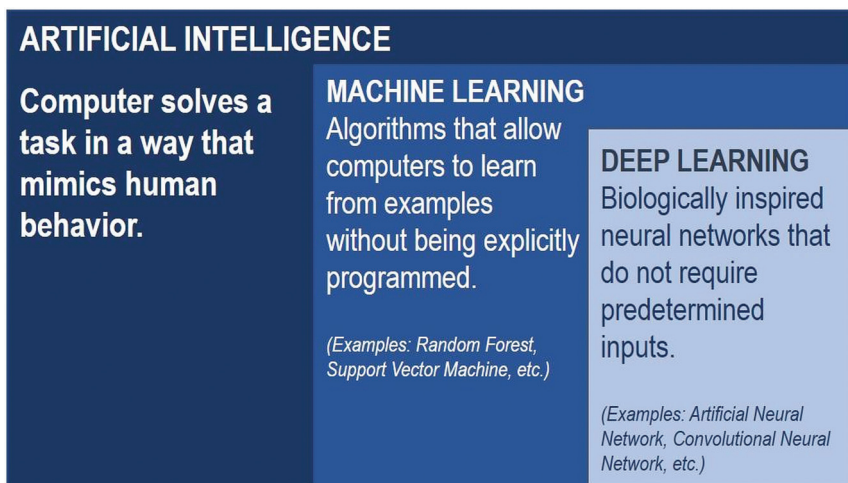 ARTIFICIAL INTELLIGENCE
Computer solves a
task in a way that
mimics human
behavior.
MACHINE LEARNING
Algorithms that allow
computers to learn
from examples
without being explicitly
programmed.
(Examples: Random Forest,
Support Vector Machine, etc.)
DEEP LEARNING
Biologically inspired
neural networks that
do not require
predetermined
inputs.
(Examples: Artificial Neural
Network, Convolutional Neural
Network, etc.)